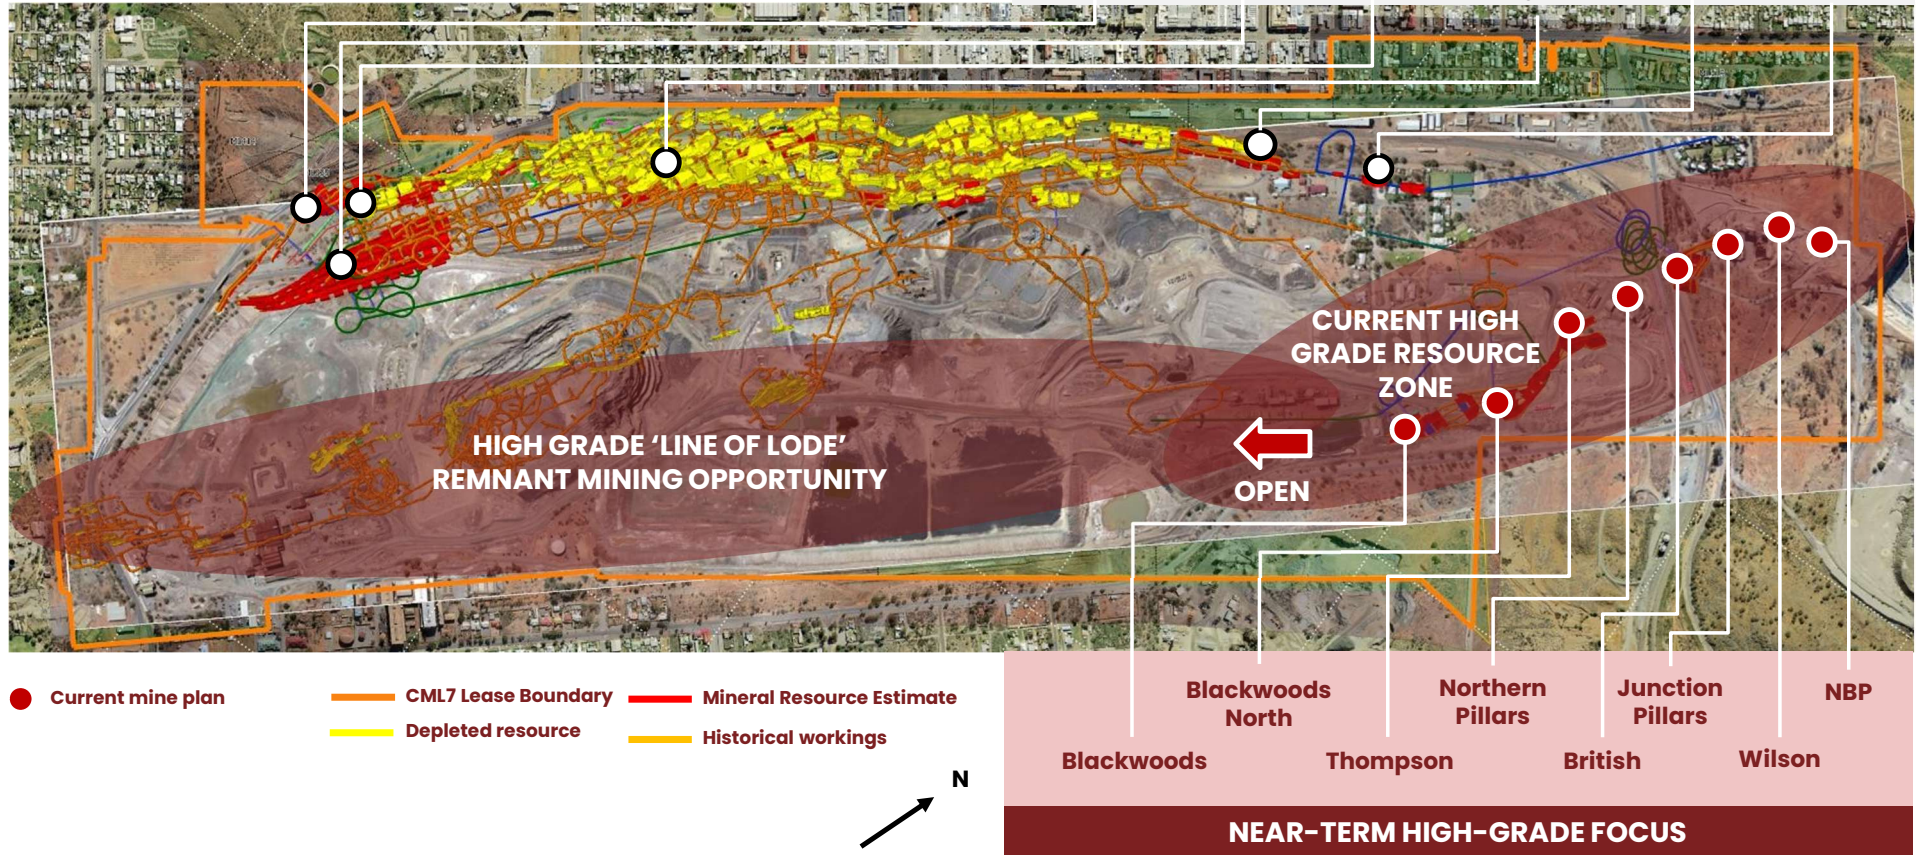 CURRENT HIGH
GRADE RESOURCE
ZONE
HIGH GRADE ‘LINE OF LODE’
REMNANT MINING OPPORTUNITY
OPEN
Current mine plan
CML7 Lease Boundary
Mineral Resource Estimate
Depleted resource
Historical workings
N
Blackwoods
North
Northern
Pillars
Junction
Pillars
NBP
Blackwoods
Thompson
British
Wilson
NEAR-TERM HIGH-GRADE FOCUS